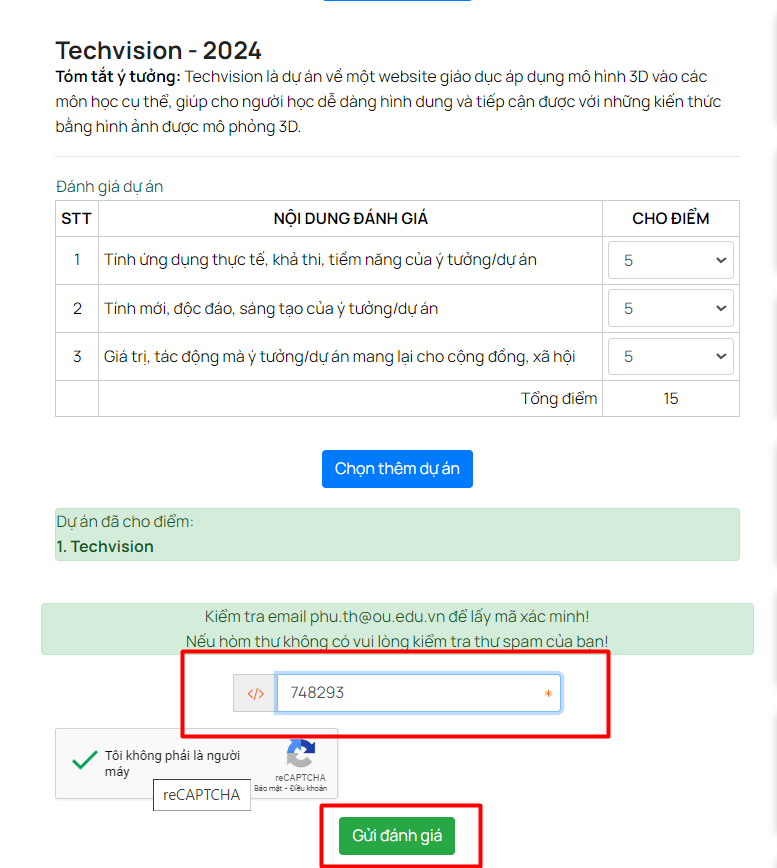 Techvision - 2024
Tóm tắt ý tưởng: Techvision là dự án về một website giáo dục áp dụng mô hình 3D vào các
môn học cụ thể, giúp cho người học dễ dàng hình dung và tiếp cận được với những kiến thức
bằng hình ảnh được mô phỏng 3D.
Đánh giá dự án
STT NỘI DUNG ĐÁNH GIÁ CHO ĐIỂM
1 Tính ứng dụng thực tế, khả thi, tiềm năng của ý tưởng/dự án 5
2 Tính mới, độc đáo, sáng tạo của ý tưởng/dự án 5
3 Giá trị, tác động mà ý tưởng/dự án mang lại cho cộng đồng, xã hội 5
Tổng điểm 15
Chọn thêm dự án
Dự án đã cho điểm:
1. Techvision
Kiểm tra email phu.th@ou.edu.vn để lấy mã xác minh!
Nếu hòm thư không có vui lòng kiểm tra thư spam của bạn!
</> 748293 *
Tôi không phải là người
máy
reCAPTCHA
Bảo mật - Điều khoản
reCAPTCHA
Gửi đánh giá